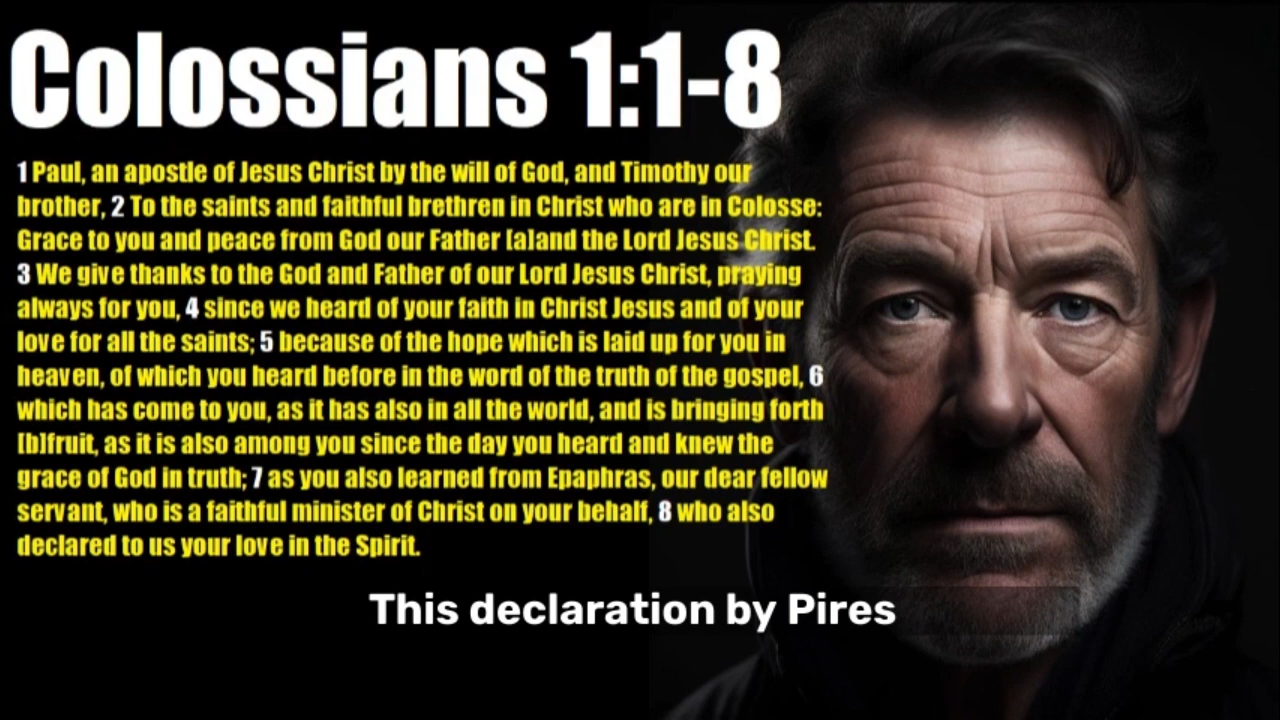 Colossians 1:1-8
1 Paul, an apostle of Jesus Christ by the will of God, and Timothy our
brother, 2 To the saints and faithful brethren in Christ who are in Colosse:
Grace to you and peace from God our Father [a]and the Lord Jesus Christ.
3 We give thanks to the God and Father of our Lord Jesus Christ, praying
always for you, 4 since we heard of your faith in Christ Jesus and of your
love for all the saints; 5 because of the hope which is laid up for you in
heaven, of which you heard before in the word of the truth of the gospel, 6
which has come to you, as it has also in all the world, and is bringing forth
[b]fruit, as it is also among you since the day you heard and knew the
grace of God in truth; 7 as you also learned from Epaphras, our dear fellow
servant, who is a faithful minister of Christ on your behalf, 8 who also
declared to us your love in the Spirit.
This declaration by Pires